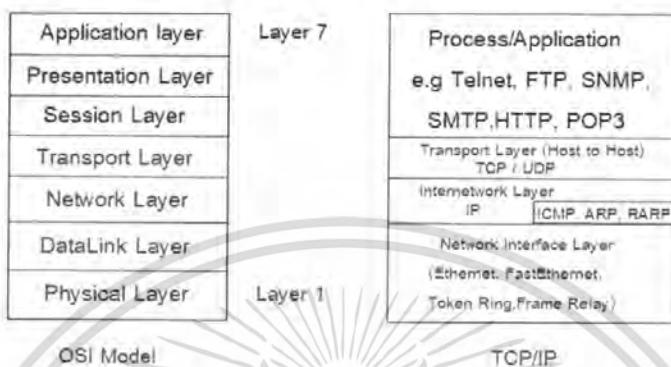 Application layer
Layer 7
Presentation Layer
Session Layer
Transport Layer
Network Layer
DataLink Layer
Physical Layer
Layer 1
OSI Model
Process/Application
e.g Telnet, FTP, SNMP,
SMTP,HTTP, POP3
Transport Layer (Host to Host)
TCP / UDP
Internetwork Layer
IP
ICMP, ARP, RARP
Network Interface Layer
(Ethernet, FastEthernet,
Token Ring,Frame Relay)
TCP/IP